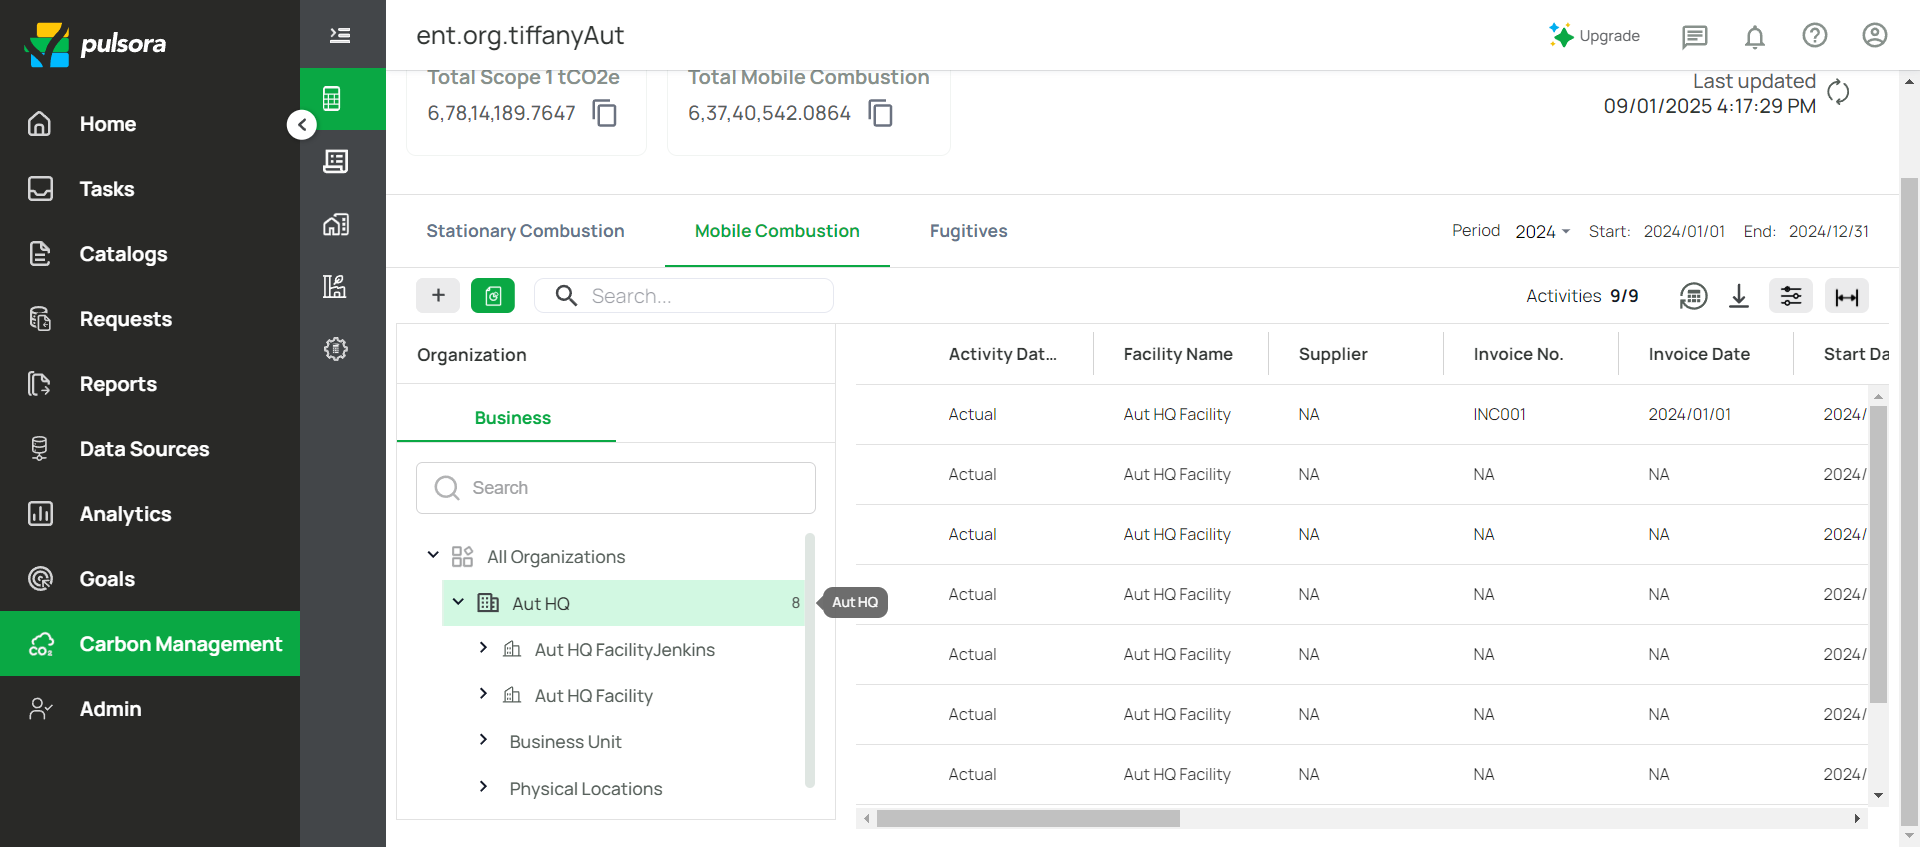 pulsora
Home
Tasks
Catalogs
Requests
Reports
Data Sources
Analytics
Goals
Carbon Management
Admin
ent.org.tiffanyAut
Upgrade
Total Scope 1 tCO2e
6,78,14,189.7647
Total Mobile Combustion
6,37,40,542.0864
Last updated
09/01/2025 4:17:29 PM
Stationary Combustion Mobile Combustion Fugitives
Period 2024 Start: 2024/01/01 End: 2024/12/31
+ Search...
Activities 9/9
Organization
Business
Search
All Organizations
Aut HQ 8
Aut HQ
Aut HQ FacilityJenkins
Aut HQ Facility
Business Unit
Physical Locations
Activity Dat... Facility Name Supplier Invoice No. Invoice Date Start Da
Actual Aut HQ Facility NA INC001 2024/01/01 2024/
Actual Aut HQ Facility NA NA NA 2024/
Actual Aut HQ Facility NA NA NA 2024/
Actual Aut HQ Facility NA NA NA 2024/
Actual Aut HQ Facility NA NA NA 2024/
Actual Aut HQ Facility NA NA NA 2024/
Actual Aut HQ Facility NA NA NA 2024/